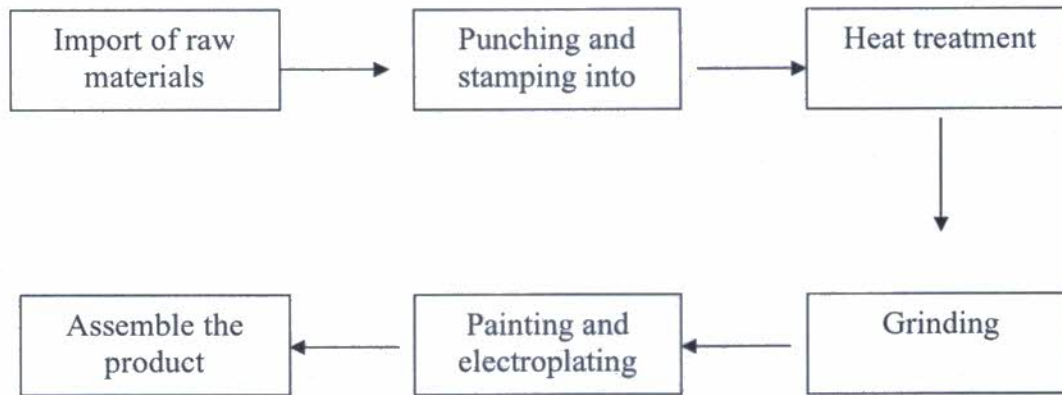 Import of raw
materials
Punching and
stamping into
Heat treatment
Grinding
Painting and
electroplating
Assemble the
product